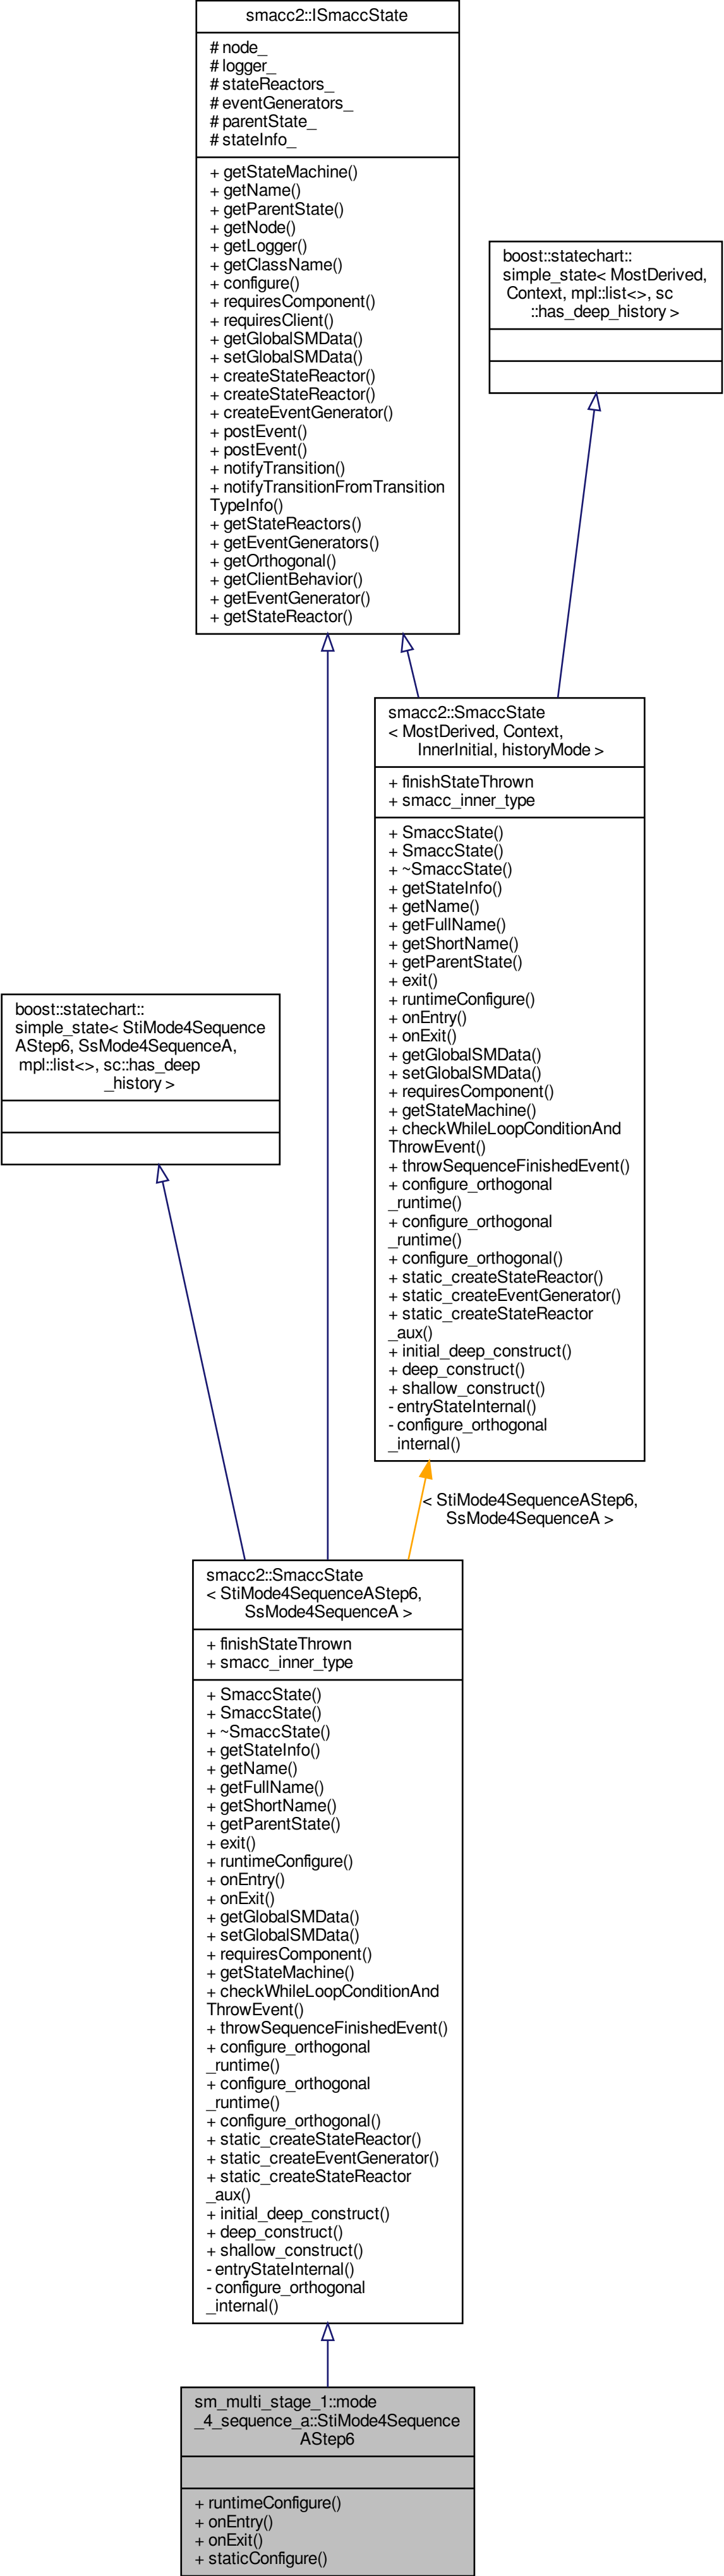 smacc2::ISmaccState
# node_
# logger_
# stateReactors_
# eventGenerators_
# parentState_
# stateInfo_
+ getStateMachine()
+ getName()
+ getParentState()
+ getNode()
+ getLogger()
+ getClassName()
+ configure()
+ requiresComponent()
+ requiresClient()
+ getGlobalSMData()
+ setGlobalSMData()
+ createStateReactor()
+ createStateReactor()
+ createEventGenerator()
+ postEvent()
+ postEvent()
+ notifyTransition()
+ notifyTransitionFromTransition
TypeInfo()
+ getStateReactors()
+ getEventGenerators()
+ getOrthogonal()
+ getClientBehavior()
+ getEventGenerator()
+ getStateReactor()
boost::statechart::
simple_state< MostDerived,
Context, mpl::list<>, sc
::has_deep_history >
smacc2::SmaccState
< MostDerived, Context,
InnerInitial, historyMode >
+ finishStateThrown
+ smacc_inner_type
+ SmaccState()
+ SmaccState()
+ ~SmaccState()
+ getStateInfo()
+ getName()
+ getFullName()
+ getShortName()
+ getParentState()
+ exit()
+ runtimeConfigure()
+ onEntry()
+ onExit()
+ getGlobalSMData()
+ setGlobalSMData()
+ requiresComponent()
+ getStateMachine()
+ checkWhileLoopConditionAnd
ThrowEvent()
+ throwSequenceFinishedEvent()
+ configure_orthogonal
_runtime()
+ configure_orthogonal
_runtime()
+ configure_orthogonal()
+ static_createStateReactor()
+ static_createEventGenerator()
+ static_createStateReactor
_aux()
+ initial_deep_construct()
+ deep_construct()
+ shallow_construct()
- entryStateInternal()
- configure_orthogonal
_internal()
boost::statechart::
simple_state< StiMode4Sequence
AStep6, SsMode4SequenceA,
mpl::list<>, sc::has_deep
_history >
< StiMode4SequenceAStep6,
SsMode4SequenceA >
smacc2::SmaccState
< StiMode4SequenceAStep6,
SsMode4SequenceA >
+ finishStateThrown
+ smacc_inner_type
+ SmaccState()
+ SmaccState()
+ ~SmaccState()
+ getStateInfo()
+ getName()
+ getFullName()
+ getShortName()
+ getParentState()
+ exit()
+ runtimeConfigure()
+ onEntry()
+ onExit()
+ getGlobalSMData()
+ setGlobalSMData()
+ requiresComponent()
+ getStateMachine()
+ checkWhileLoopConditionAnd
ThrowEvent()
+ throwSequenceFinishedEvent()
+ configure_orthogonal
_runtime()
+ configure_orthogonal
_runtime()
+ configure_orthogonal()
+ static_createStateReactor()
+ static_createEventGenerator()
+ static_createStateReactor
_aux()
+ initial_deep_construct()
+ deep_construct()
+ shallow_construct()
- entryStateInternal()
- configure_orthogonal
_internal()
sm_multi_stage_1::mode
_4_sequence_a::StiMode4Sequence
AStep6
+ runtimeConfigure()
+ onEntry()
+ onExit()
+ staticConfigure()